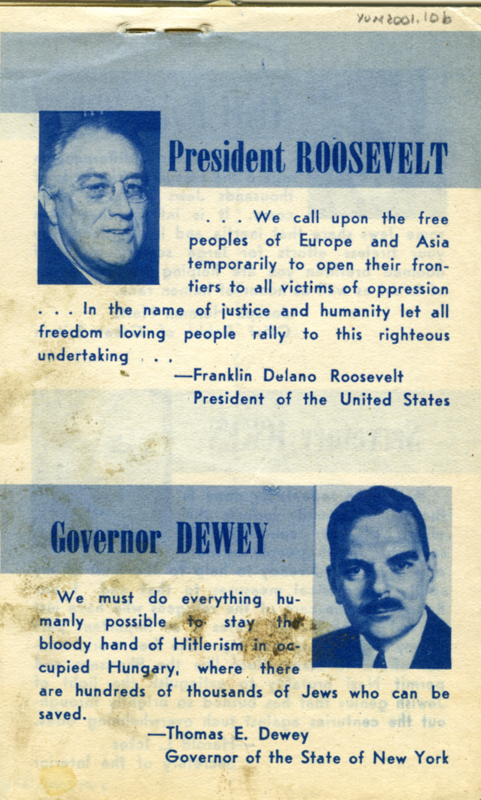 YUM2001.106
President ROOSEVELT
. . . We call upon the free
peoples of Europe and Asia
temporarily to open their fron-
tiers to all victims of oppression
. . . In the name of justice and humanity let all
freedom loving people rally to this righteous
undertaking . . .
—Franklin Delano Roosevelt
President of the United States
Governor DEWEY
We must do everything hu-
manly possible to stay the
bloody hand of Hitlerism in oc-
cupied Hungary, where there
are hundreds of thousands of Jews who can be
saved.
—Thomas E. Dewey
Governor of the State of New York